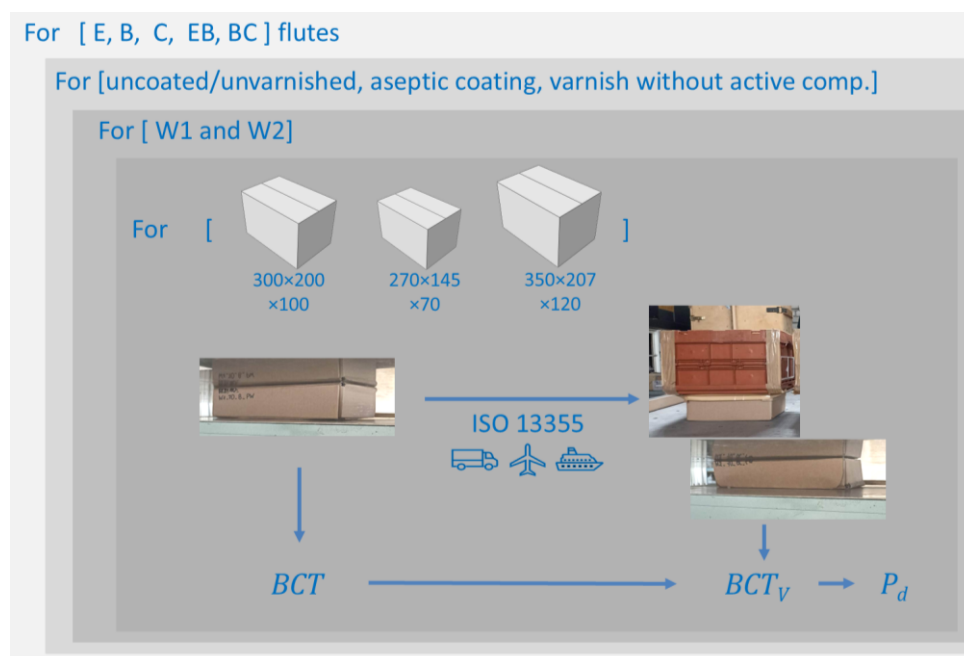 For [ E, B, C, EB, BC ] flutes
For [uncoated/unvarnished, aseptic coating, varnish without active comp.]
For [ W1 and W2]
For [ ]
300×200
×100
270×145
×70
350×207
×120
ISO 13355
BCT
BCT_V
P_d